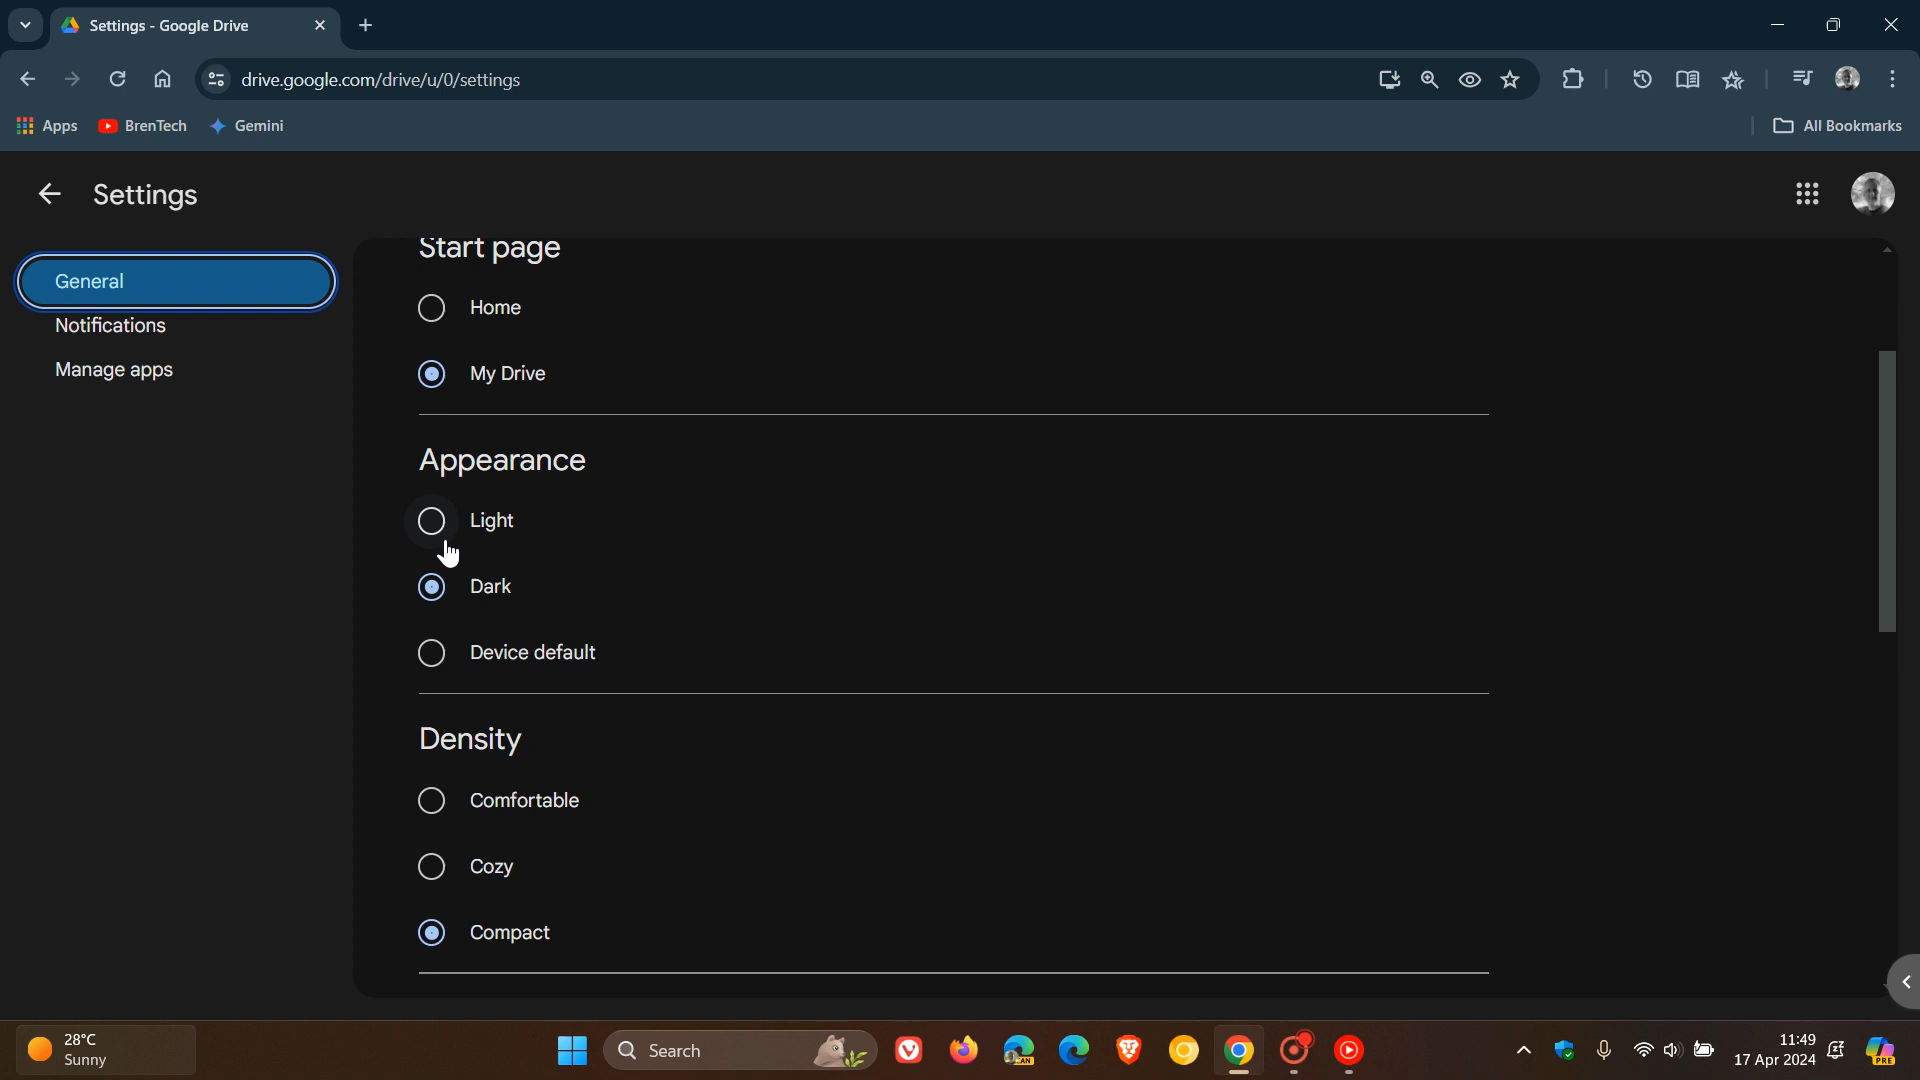 Settings - Google Drive
drive.google.com/drive/u/0/settings
Apps
BrenTech
Gemini
All Bookmarks
Settings
General
Notifications
Manage apps
Start page
Home
My Drive
Appearance
Light
Dark
Device default
Density
Comfortable
Cozy
Compact
28°C
Sunny
Search
CAN
11:49
17 Apr 2024
PRE